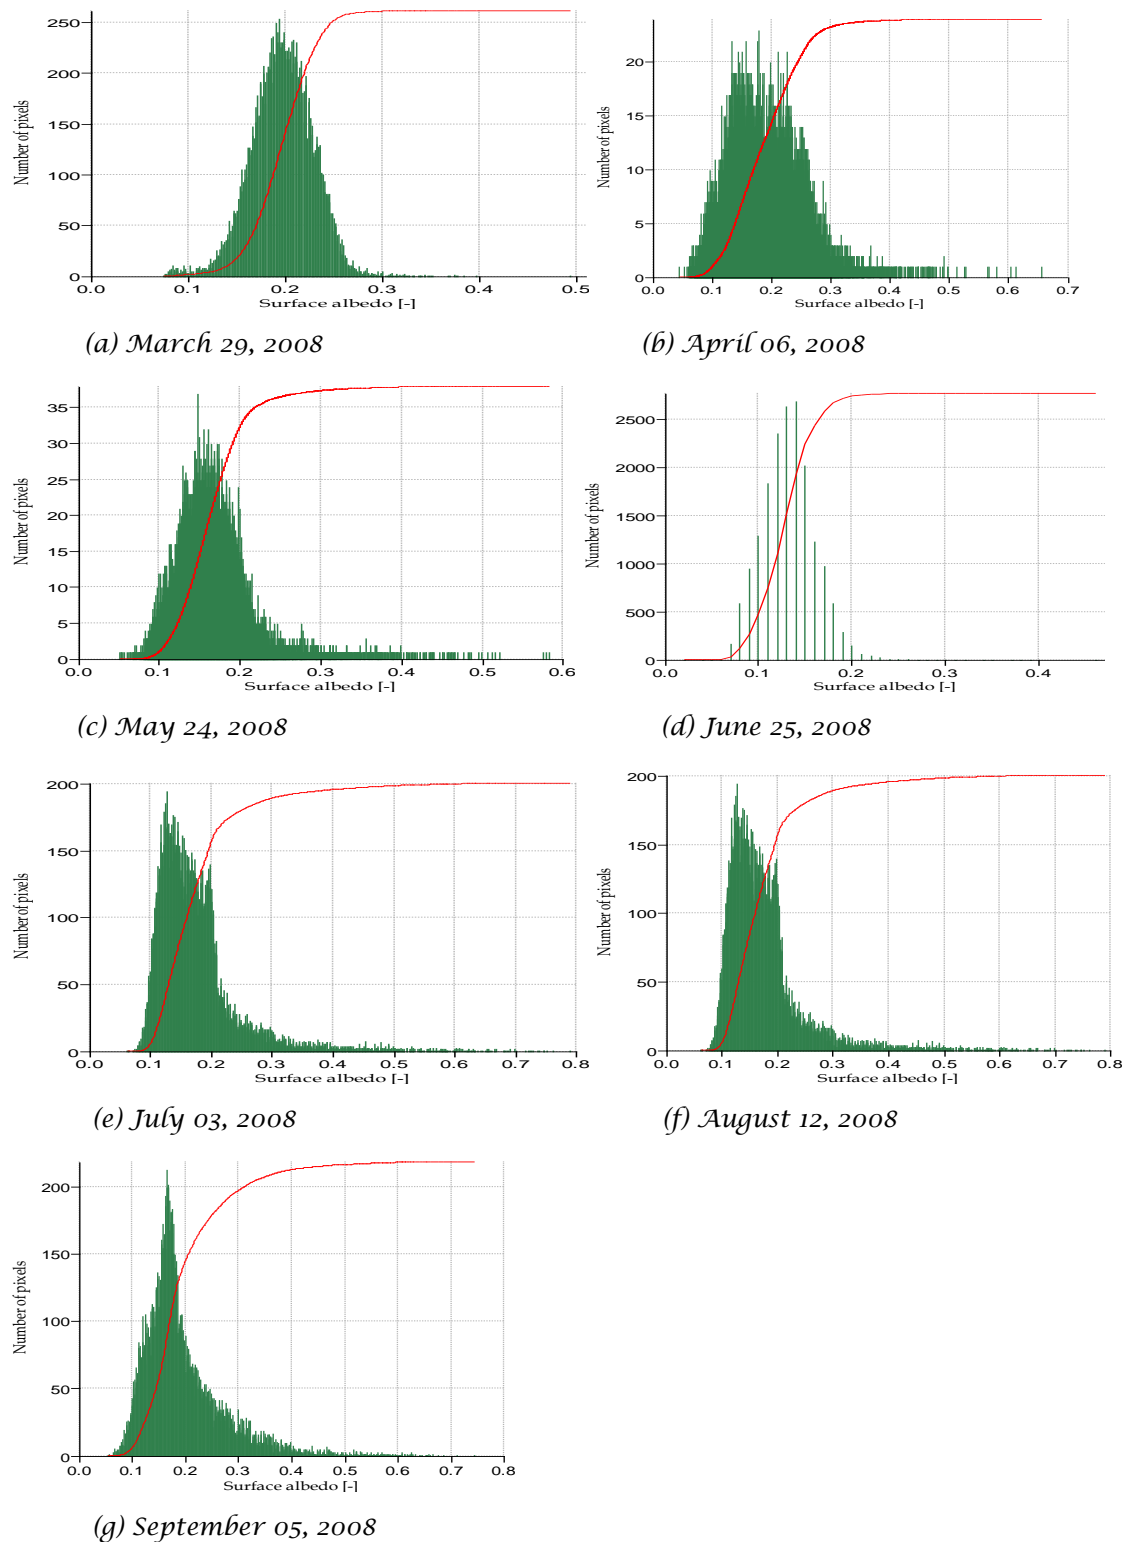 250
200
150
100
50
0
Number of pixels
0.0 0.1 0.2 0.3 0.4 0.5
Surface albedo [-]
(a) March 29, 2008
20
15
10
5
0
Number of pixels
0.0 0.1 0.2 0.3 0.4 0.5 0.6 0.7
Surface albedo [-]
(b) April 06, 2008
35
30
25
20
15
10
5
0
Number of pixels
0.0 0.1 0.2 0.3 0.4 0.5 0.6
Surface albedo [-]
(c) May 24, 2008
2500
2000
1500
1000
500
0
Number of pixels
0.0 0.1 0.2 0.3 0.4
Surface albedo [-]
(d) June 25, 2008
200
150
100
50
0
Number of pixels
0.0 0.1 0.2 0.3 0.4 0.5 0.6 0.7 0.8
Surface albedo [-]
(e) July 03, 2008
200
150
100
50
0
Number of pixels
0.0 0.1 0.2 0.3 0.4 0.5 0.6 0.7 0.8
Surface albedo [-]
(f) August 12, 2008
200
150
100
50
0
Number of pixels
0.0 0.1 0.2 0.3 0.4 0.5 0.6 0.7 0.8
Surface albedo [-]
(g) September 05, 2008